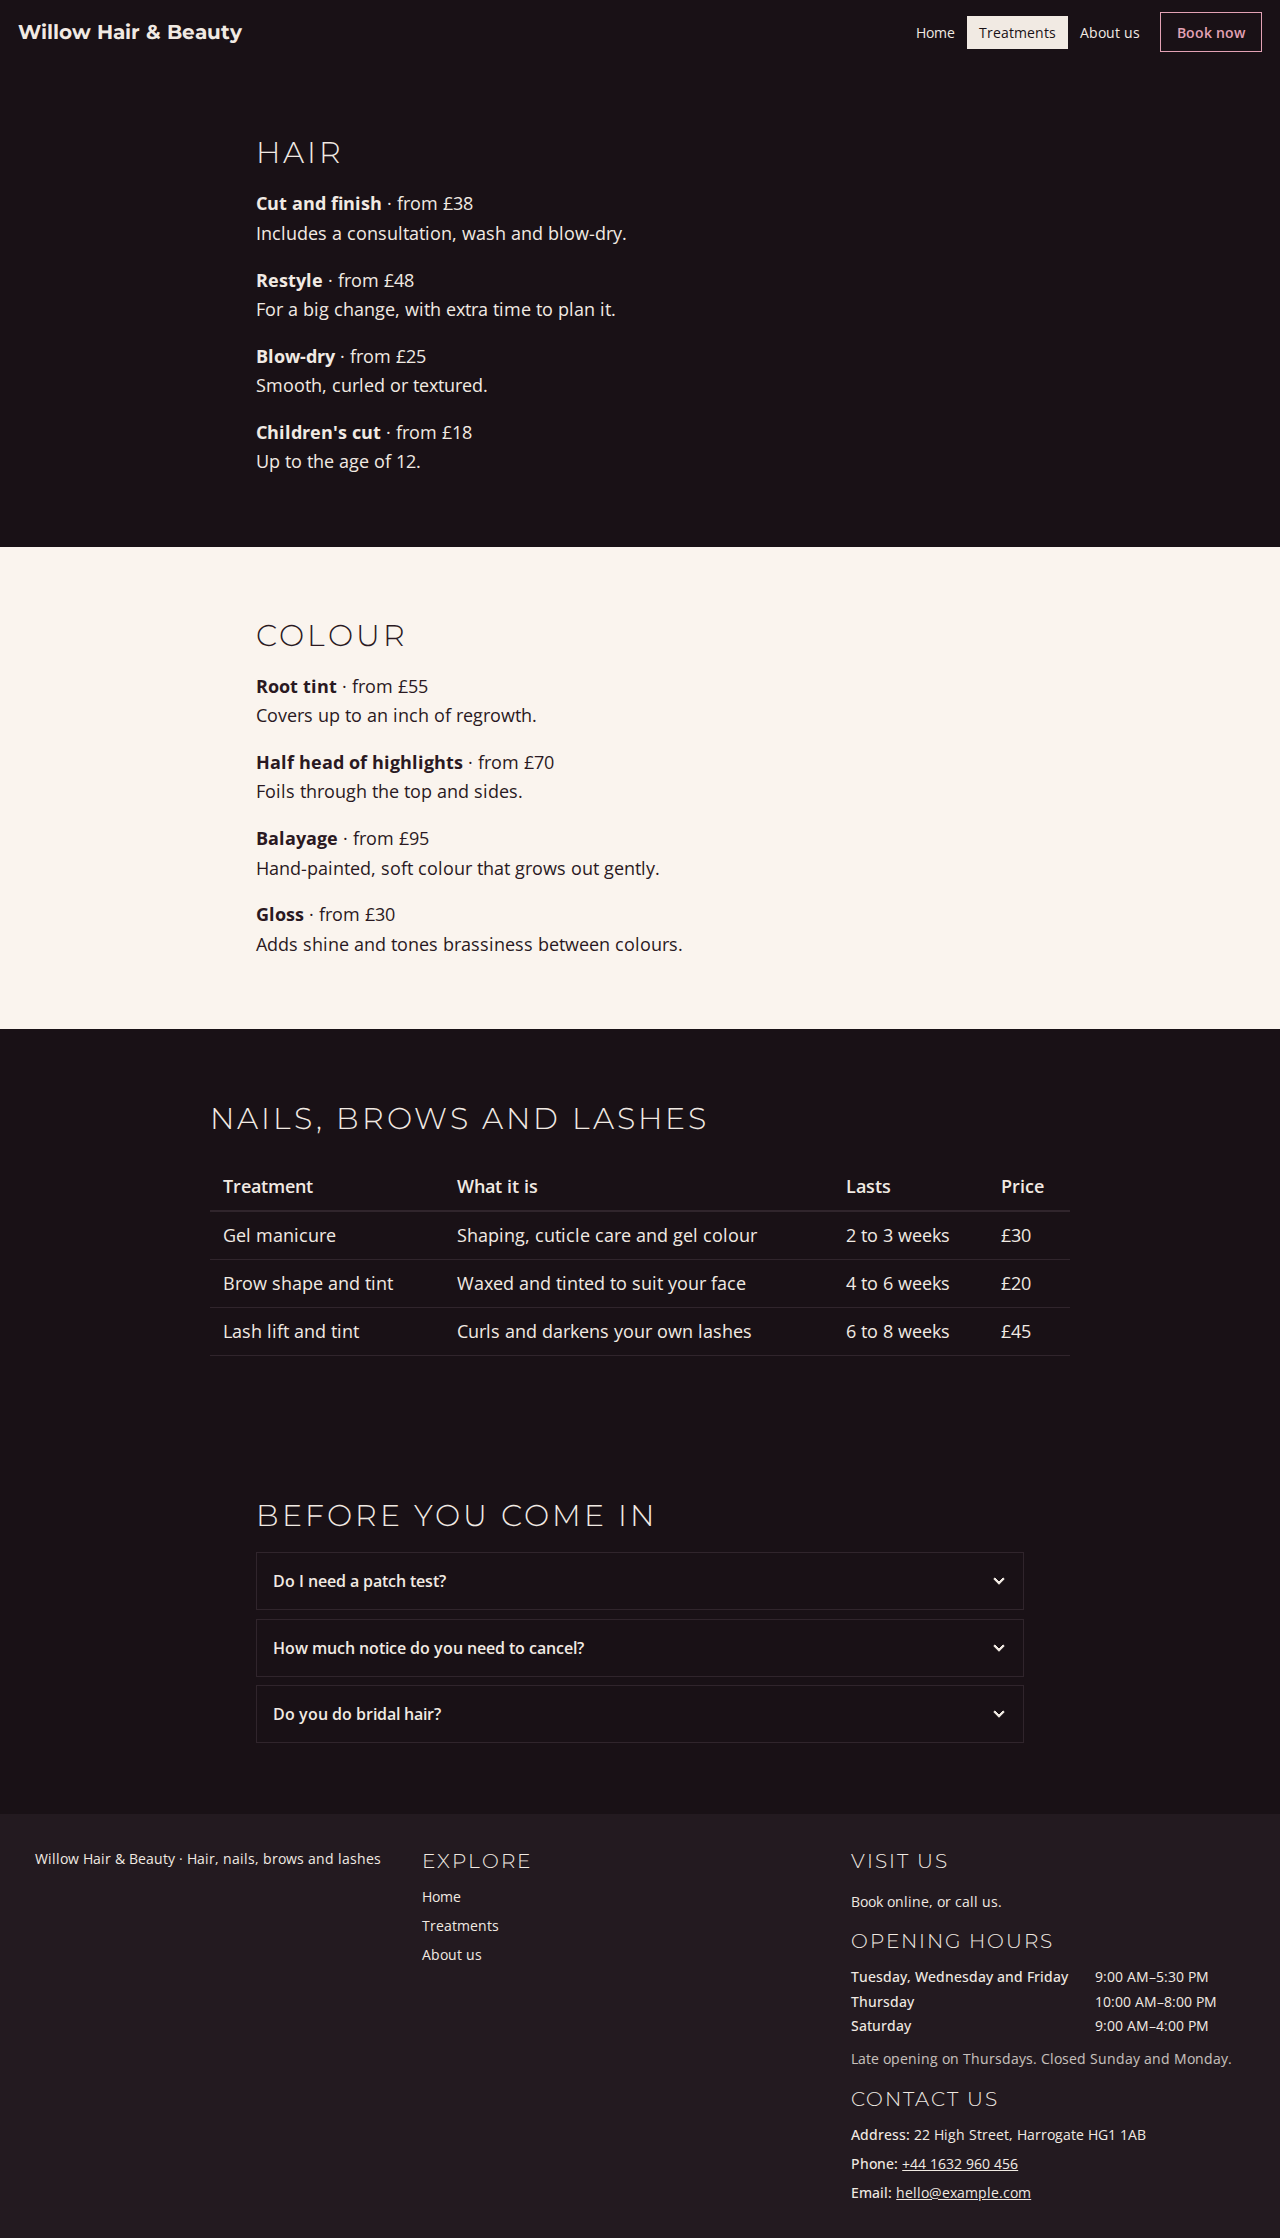 Willow Hair & Beauty
Home
Treatments
About us
Book now
HAIR
Cut and finish · from £38
Includes a consultation, wash and blow-dry.
Restyle · from £48
For a big change, with extra time to plan it.
Blow-dry · from £25
Smooth, curled or textured.
Children's cut · from £18
Up to the age of 12.
COLOUR
Root tint · from £55
Covers up to an inch of regrowth.
Half head of highlights · from £70
Foils through the top and sides.
Balayage · from £95
Hand-painted, soft colour that grows out gently.
Gloss · from £30
Adds shine and tones brassiness between colours.
NAILS, BROWS AND LASHES
Treatment What it is Lasts Price
Gel manicure Shaping, cuticle care and gel colour 2 to 3 weeks £30
Brow shape and tint Waxed and tinted to suit your face 4 to 6 weeks £20
Lash lift and tint Curls and darkens your own lashes 6 to 8 weeks £45
BEFORE YOU COME IN
Do I need a patch test?
How much notice do you need to cancel?
Do you do bridal hair?
Willow Hair & Beauty · Hair, nails, brows and lashes
EXPLORE
Home
Treatments
About us
VISIT US
Book online, or call us.
OPENING HOURS
Tuesday, Wednesday and Friday 9:00 AM–5:30 PM
Thursday 10:00 AM–8:00 PM
Saturday 9:00 AM–4:00 PM
Late opening on Thursdays. Closed Sunday and Monday.
CONTACT US
Address: 22 High Street, Harrogate HG1 1AB
Phone: +44 1632 960 456
Email: hello@example.com